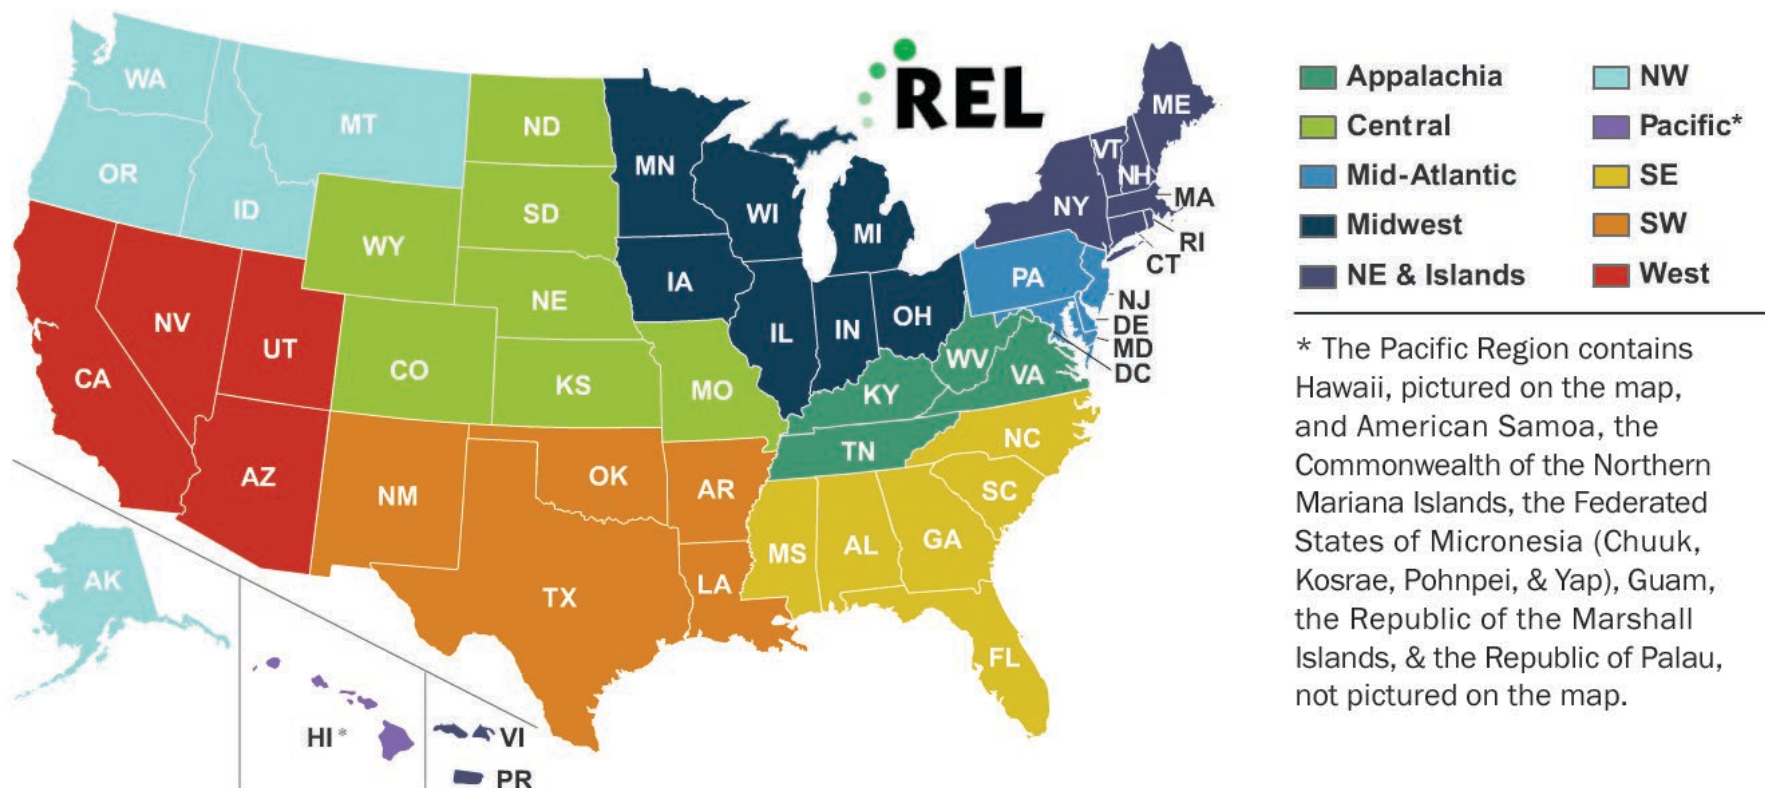 REL
WA
MT
ND
MN
OR
ID
SD
WI
MI
WY
NE
IA
NV
UT
CO
KS
MO
IL
IN
OH
CA
AZ
NM
OK
AR
TX
LA
MS
AL
GA
FL
SC
NC
TN
KY
WV
VA
PA
NY
VT
NH
ME
MA
RI
CT
NJ
DE
MD
DC
AK
HI*
VI
PR
Appalachia
Central
Mid-Atlantic
Midwest
NE & Islands
NW
Pacific*
SE
SW
West
* The Pacific Region contains
Hawaii, pictured on the map,
and American Samoa, the
Commonwealth of the Northern
Mariana Islands, the Federated
States of Micronesia (Chuuk,
Kosrae, Pohnpei, & Yap), Guam,
the Republic of the Marshall
Islands, & the Republic of Palau,
not pictured on the map.